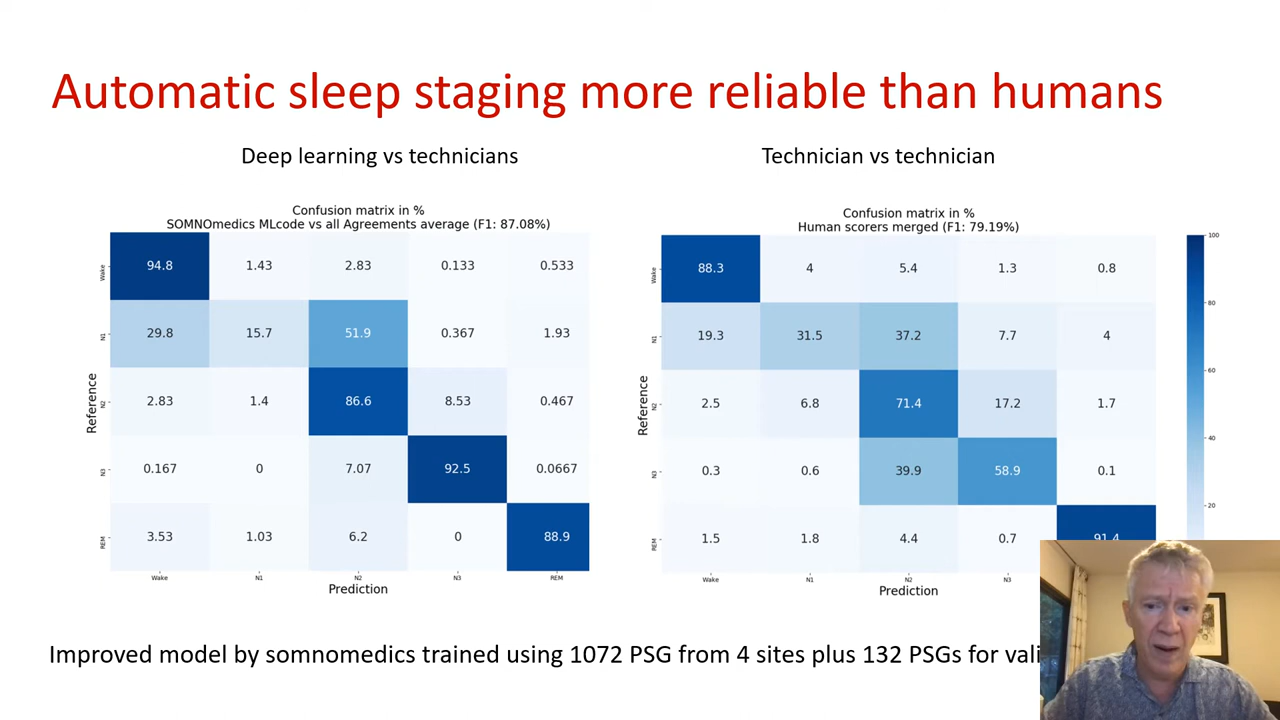 Automatic sleep staging more reliable than humans
Deep learning vs technicians
Technician vs technician
Confusion matrix in %
SOMNOmedics MLcode vs all Agreements average (F1: 87.08%)
Reference
Wake 94.8 1.43 2.83 0.133 0.533
N1 29.8 15.7 51.9 0.367 1.93
N2 2.83 1.4 86.6 8.53 0.467
N3 0.167 0 7.07 92.5 0.0667
REM 3.53 1.03 6.2 0 88.9
Wake N1 N2 N3 REM
Prediction
Confusion matrix in %
Human scorers merged (F1: 79.19%)
Reference
Wake 88.3 4 5.4 1.3 0.8
N1 19.3 31.5 37.2 7.7 4
N2 2.5 6.8 71.4 17.2 1.7
N3 0.3 0.6 39.9 58.9 0.1
REM 1.5 1.8 4.4 0.7 91.4
Wake N1 N2 N3
Prediction
100
80
60
40
20
Improved model by somnomedics trained using 1072 PSG from 4 sites plus 132 PSGs for vali